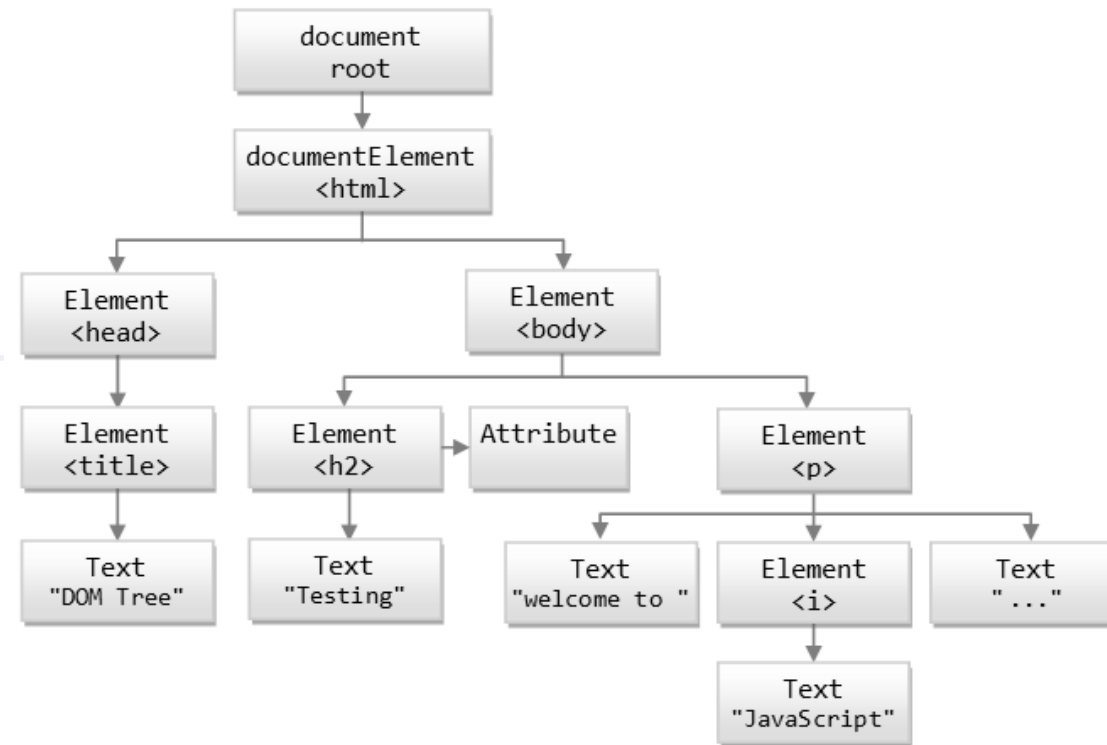 document
root
documentElement
<html>
Element
<head>
Element
<body>
Element
<title>
Element
<h2>
Attribute
Element
<p>
Text
"DOM Tree"
Text
"Testing"
Text
"welcome to "
Element
<i>
Text
" ..."
Text
"JavaScript"